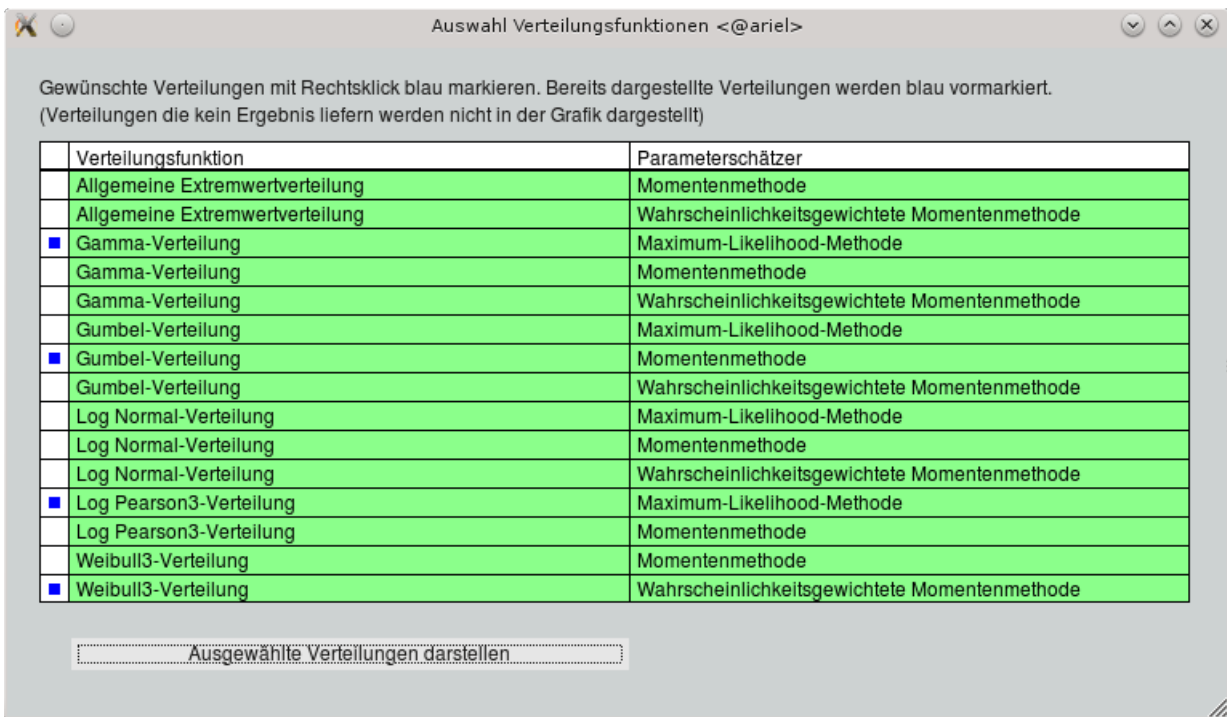 Auswahl Verteilungsfunktionen <@ariel>
Gewünschte Verteilungen mit Rechtsklick blau markieren. Bereits dargestellte Verteilungen werden blau vormarkiert.
(Verteilungen die kein Ergebnis liefern werden nicht in der Grafik dargestellt)
Verteilungsfunktion Parameterschätzer
Allgemeine Extremwertverteilung Momentenmethode
Allgemeine Extremwertverteilung Wahrscheinlichkeitsgewichtete Momentenmethode
Gamma-Verteilung Maximum-Likelihood-Methode
Gamma-Verteilung Momentenmethode
Gamma-Verteilung Wahrscheinlichkeitsgewichtete Momentenmethode
Gumbel-Verteilung Maximum-Likelihood-Methode
Gumbel-Verteilung Momentenmethode
Gumbel-Verteilung Wahrscheinlichkeitsgewichtete Momentenmethode
Log Normal-Verteilung Maximum-Likelihood-Methode
Log Normal-Verteilung Momentenmethode
Log Normal-Verteilung Wahrscheinlichkeitsgewichtete Momentenmethode
Log Pearson3-Verteilung Maximum-Likelihood-Methode
Log Pearson3-Verteilung Momentenmethode
Weibull3-Verteilung Momentenmethode
Weibull3-Verteilung Wahrscheinlichkeitsgewichtete Momentenmethode
Ausgewählte Verteilungen darstellen